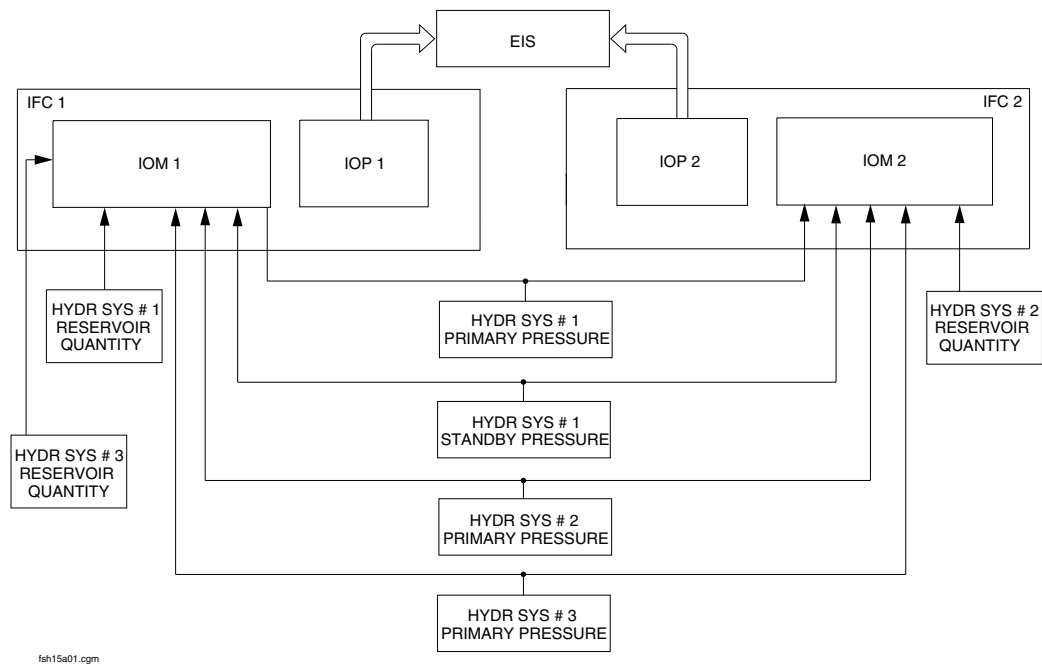 EIS
IFC 1
IFC 2
IOM 1
IOP 1
IOP 2
IOM 2
HYDR SYS # 1
RESERVOIR
QUANTITY
HYDR SYS # 1
PRIMARY PRESSURE
HYDR SYS # 2
RESERVOIR
QUANTITY
HYDR SYS # 1
STANDBY PRESSURE
HYDR SYS # 3
RESERVOIR
QUANTITY
HYDR SYS # 2
PRIMARY PRESSURE
HYDR SYS # 3
PRIMARY PRESSURE
fsh15a01.cgm